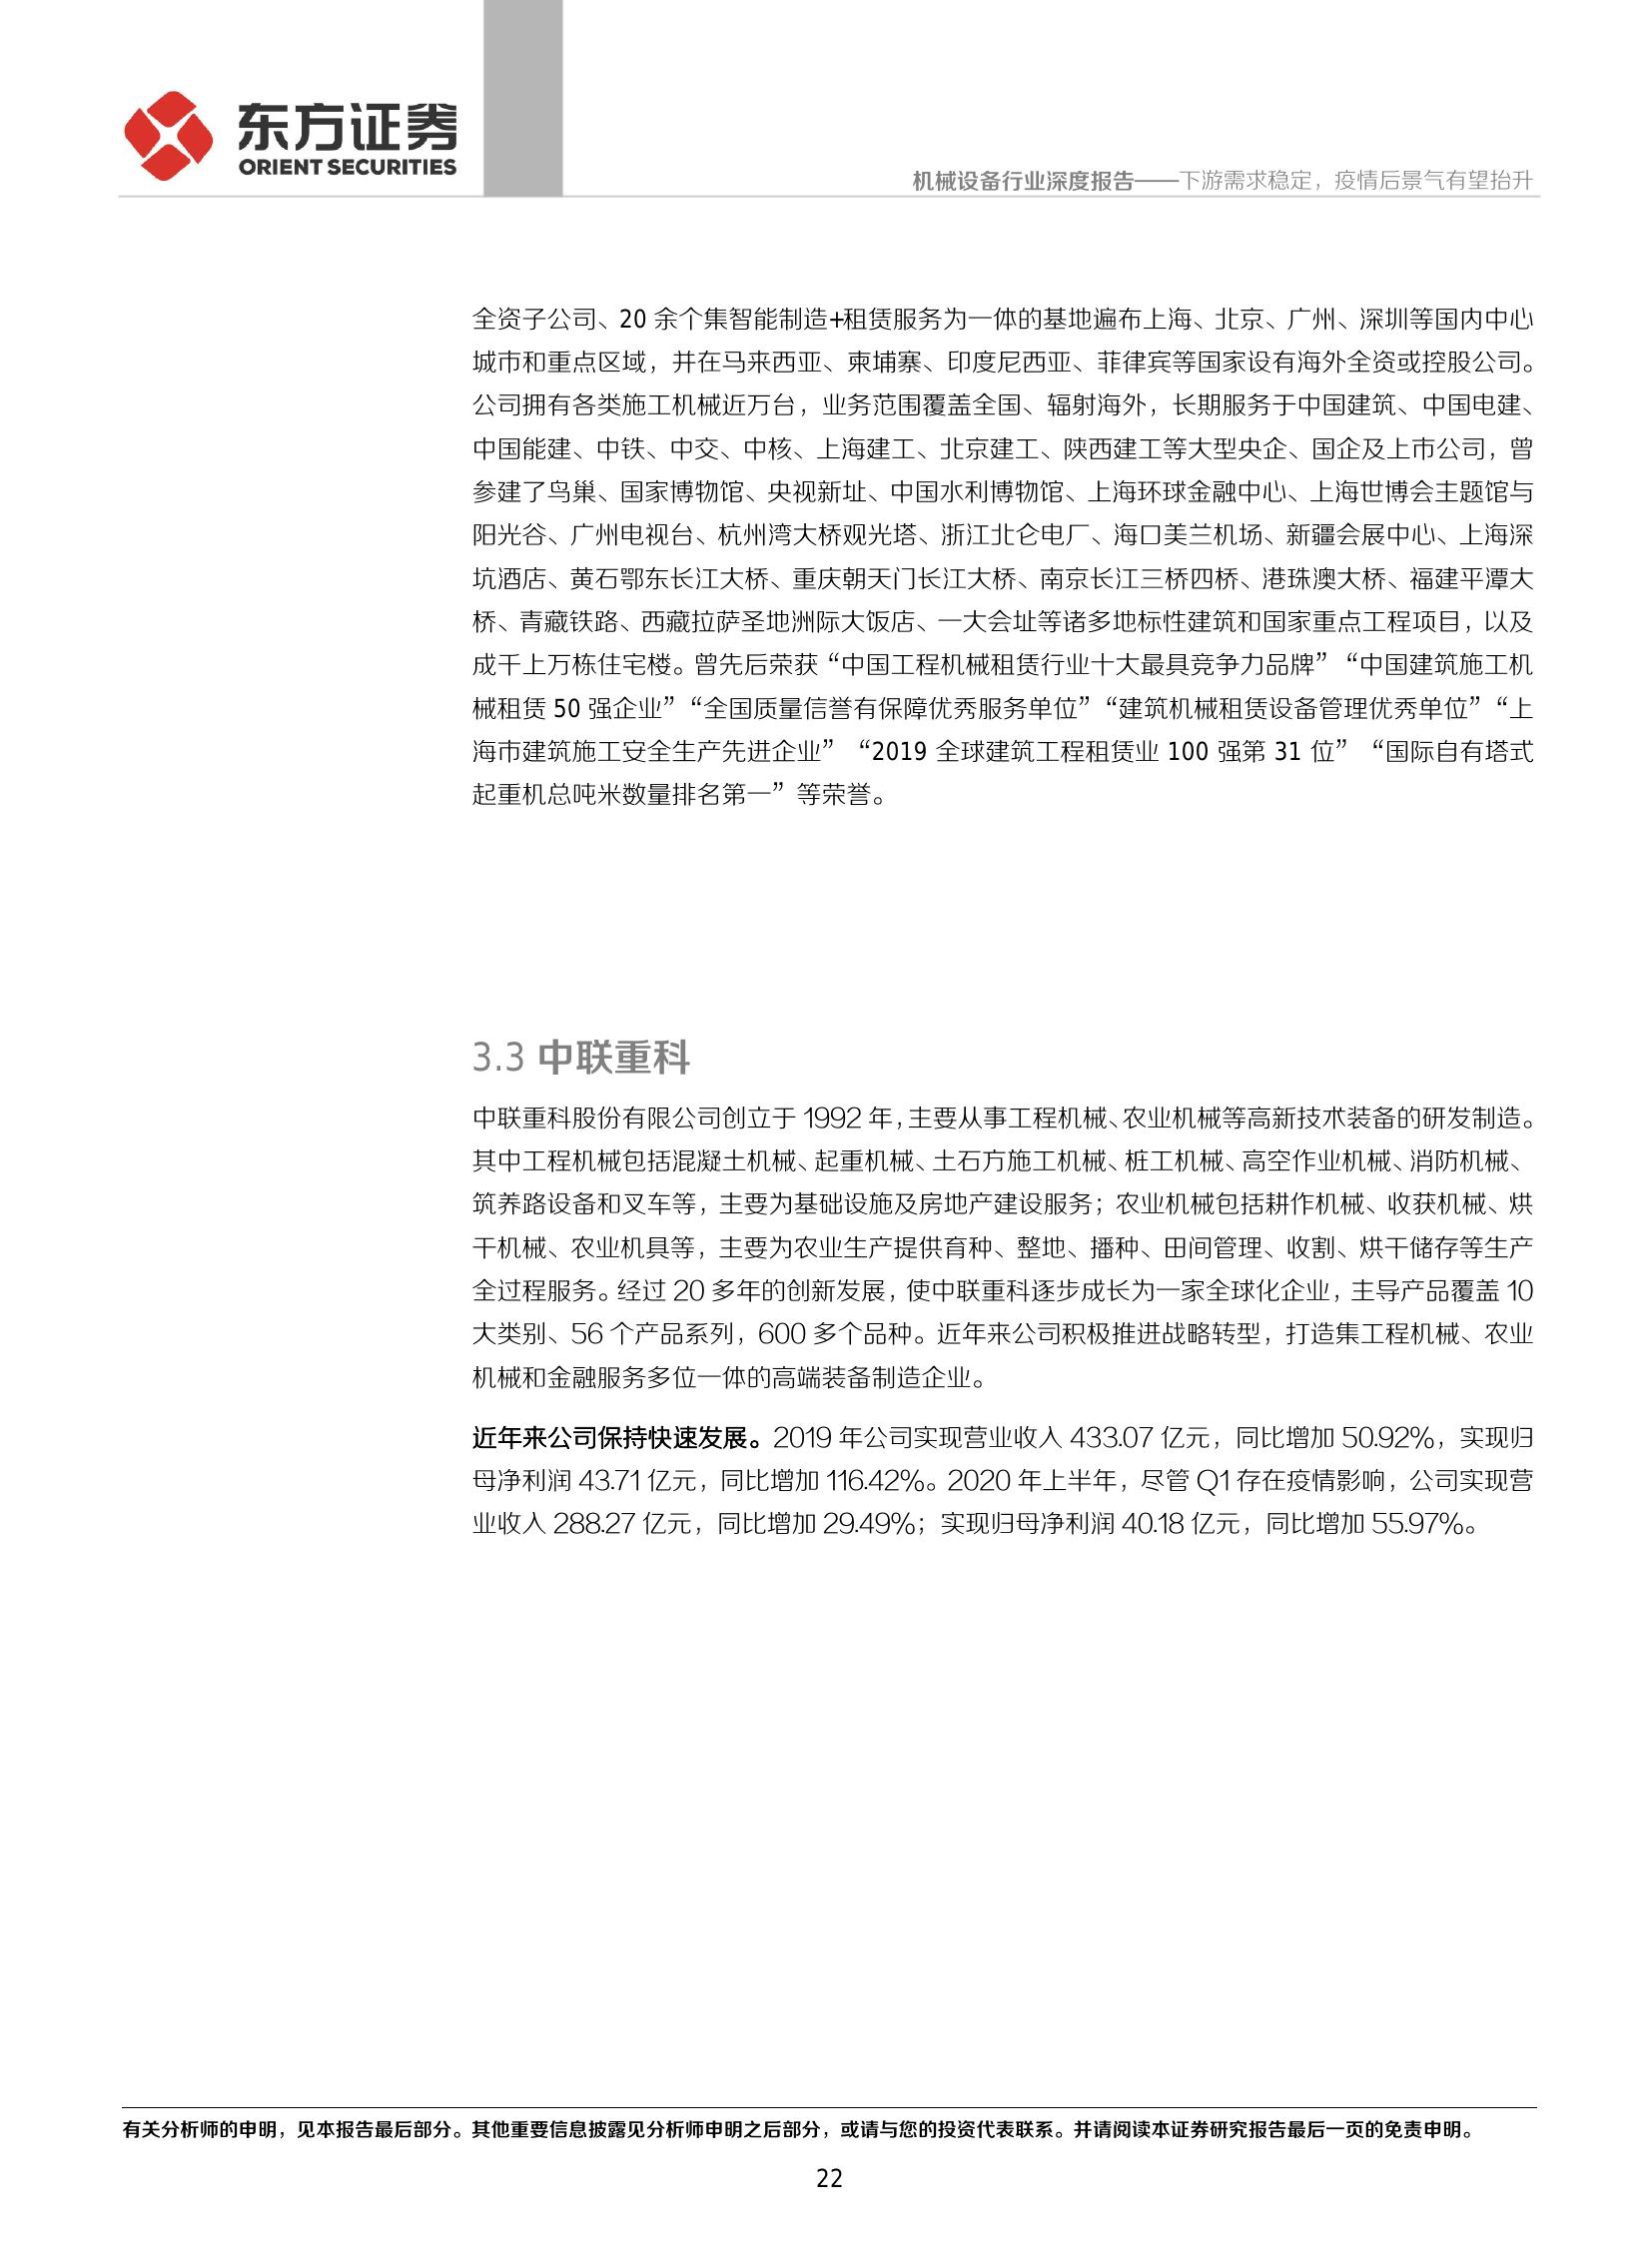 东方证券
ORIENT SECURITIES
机械设备行业深度报告——下游需求稳定，疫情后景气有望抬升
全资子公司、20 余个集智能制造+租赁服务为一体的基地遍布上海、北京、广州、深圳等国内中心
城市和重点区域，并在马来西亚、柬埔寨、印度尼西亚、菲律宾等国家设有海外全资或控股公司。
公司拥有各类施工机械近万台，业务范围覆盖全国、辐射海外，长期服务于中国建筑、中国电建、
中国能建、中铁、中交、中核、上海建工、北京建工、陕西建工等大型央企、国企及上市公司，曾
参建了鸟巢、国家博物馆、央视新址、中国水利博物馆、上海环球金融中心、上海世博会主题馆与
阳光谷、广州电视台、杭州湾大桥观光塔、浙江北仑电厂、海口美兰机场、新疆会展中心、上海深
坑酒店、黄石鄂东长江大桥、重庆朝天门长江大桥、南京长江三桥四桥、港珠澳大桥、福建平潭大
桥、青藏铁路、西藏拉萨圣地洲际大饭店、一大会址等诸多地标性建筑和国家重点工程项目，以及
成千上万栋住宅楼。曾先后荣获“中国工程机械租赁行业十大最具竞争力品牌”“中国建筑施工机
械租赁 50 强企业”“全国质量信誉有保障优秀服务单位”“建筑机械租赁设备管理优秀单位”“上
海市建筑施工安全生产先进企业”“2019 全球建筑工程租赁业 100 强第 31 位”“国际自有塔式
起重机总吨米数量排名第一”等荣誉。
3.3 中联重科
中联重科股份有限公司创立于 1992 年，主要从事工程机械、农业机械等高新技术装备的研发制造。
其中工程机械包括混凝土机械、起重机械、土石方施工机械、桩工机械、高空作业机械、消防机械、
筑养路设备和叉车等，主要为基础设施及房地产建设服务；农业机械包括耕作机械、收获机械、烘
干机械、农业机具等，主要为农业生产提供育种、整地、播种、田间管理、收割、烘干储存等生产
全过程服务。经过 20 多年的创新发展，使中联重科逐步成长为一家全球化企业，主导产品覆盖 10
大类别、56 个产品系列，600 多个品种。近年来公司积极推进战略转型，打造集工程机械、农业
机械和金融服务多位一体的高端装备制造企业。
近年来公司保持快速发展。2019 年公司实现营业收入 433.07 亿元，同比增加 50.92%，实现归
母净利润 43.71 亿元，同比增加 116.42%。2020 年上半年，尽管 Q1 存在疫情影响，公司实现营
业收入 288.27 亿元，同比增加 29.49%；实现归母净利润 40.18 亿元，同比增加 55.97%。
有关分析师的申明，见本报告最后部分。其他重要信息披露见分析师申明之后部分，或请与您的投资代表联系。并请阅读本证券研究报告最后一页的免责申明。
22